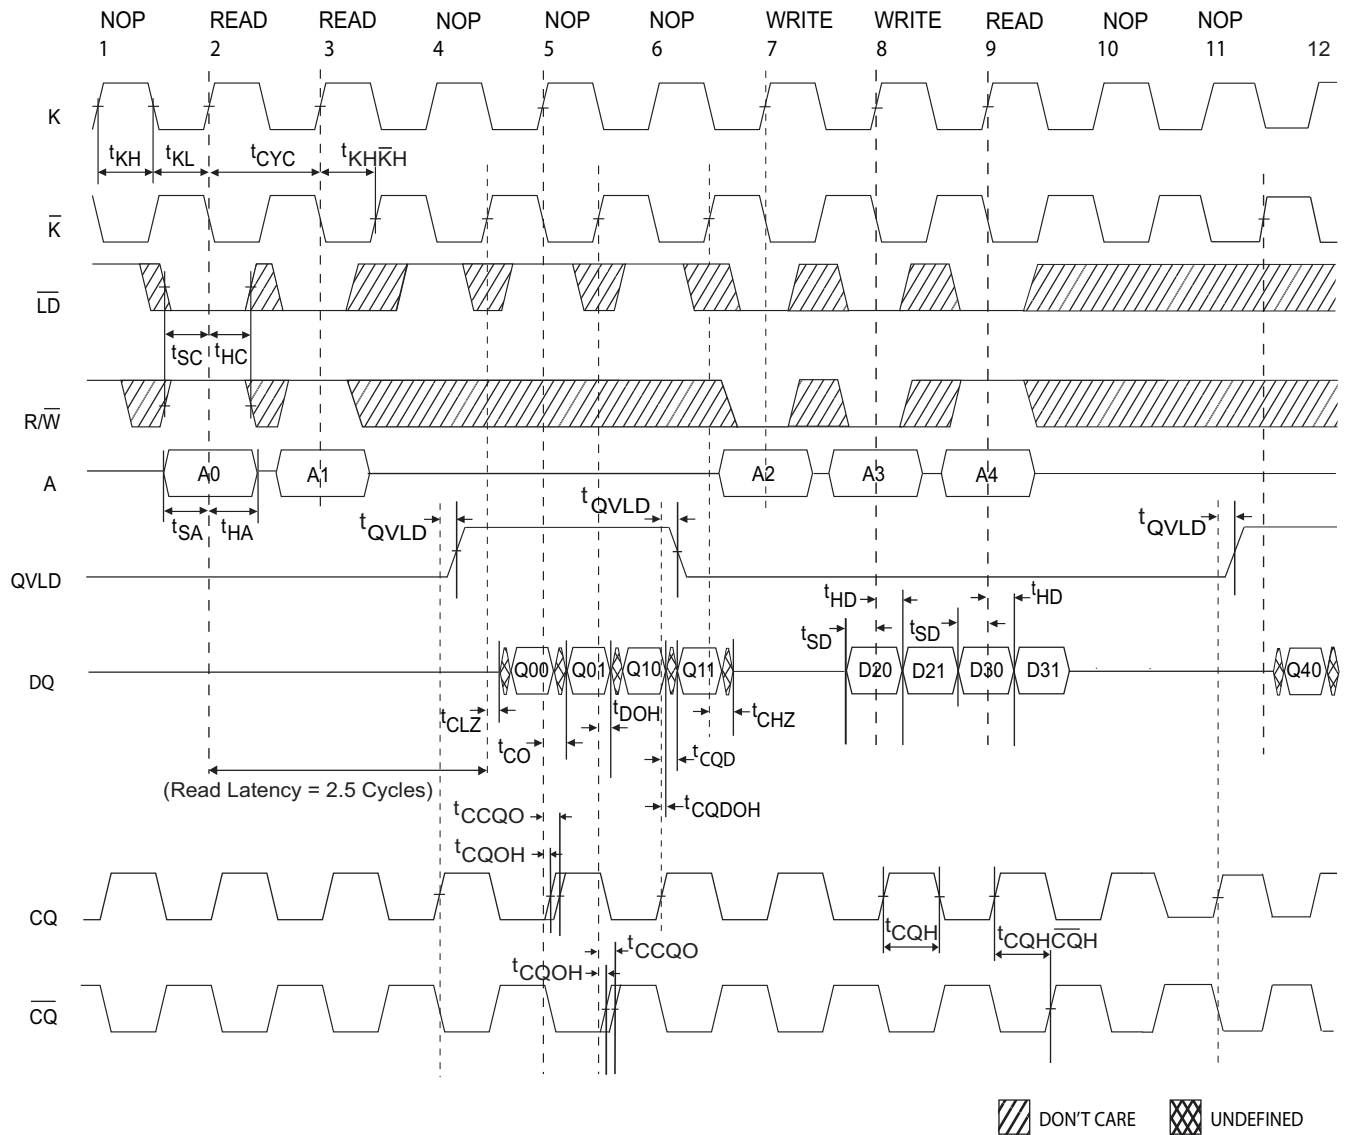 NOP READ READ NOP NOP NOP WRITE WRITE READ NOP NOP
1 2 3 4 5 6 7 8 9 10 11 12
K
tKH tKL tCYC tKHK̅H
K̅
L̅D̅
tSC tHC
R/W̅
A A0 A1 A2 A3 A4
tSA tHA tQVLD tQVLD tQVLD
QVLD
tHD tHD
tSD tSD
DQ Q00 Q01 Q10 Q11 D20 D21 D30 D31 Q40
tCLZ tDOH tCHZ
tCO tCQD
(Read Latency = 2.5 Cycles)
tCQDOH
tCCQO
tCQOH
CQ
tCQH tCQHC̅Q̅H
tCCQO
tCQOH
C̅Q̅
DON'T CARE UNDEFINED